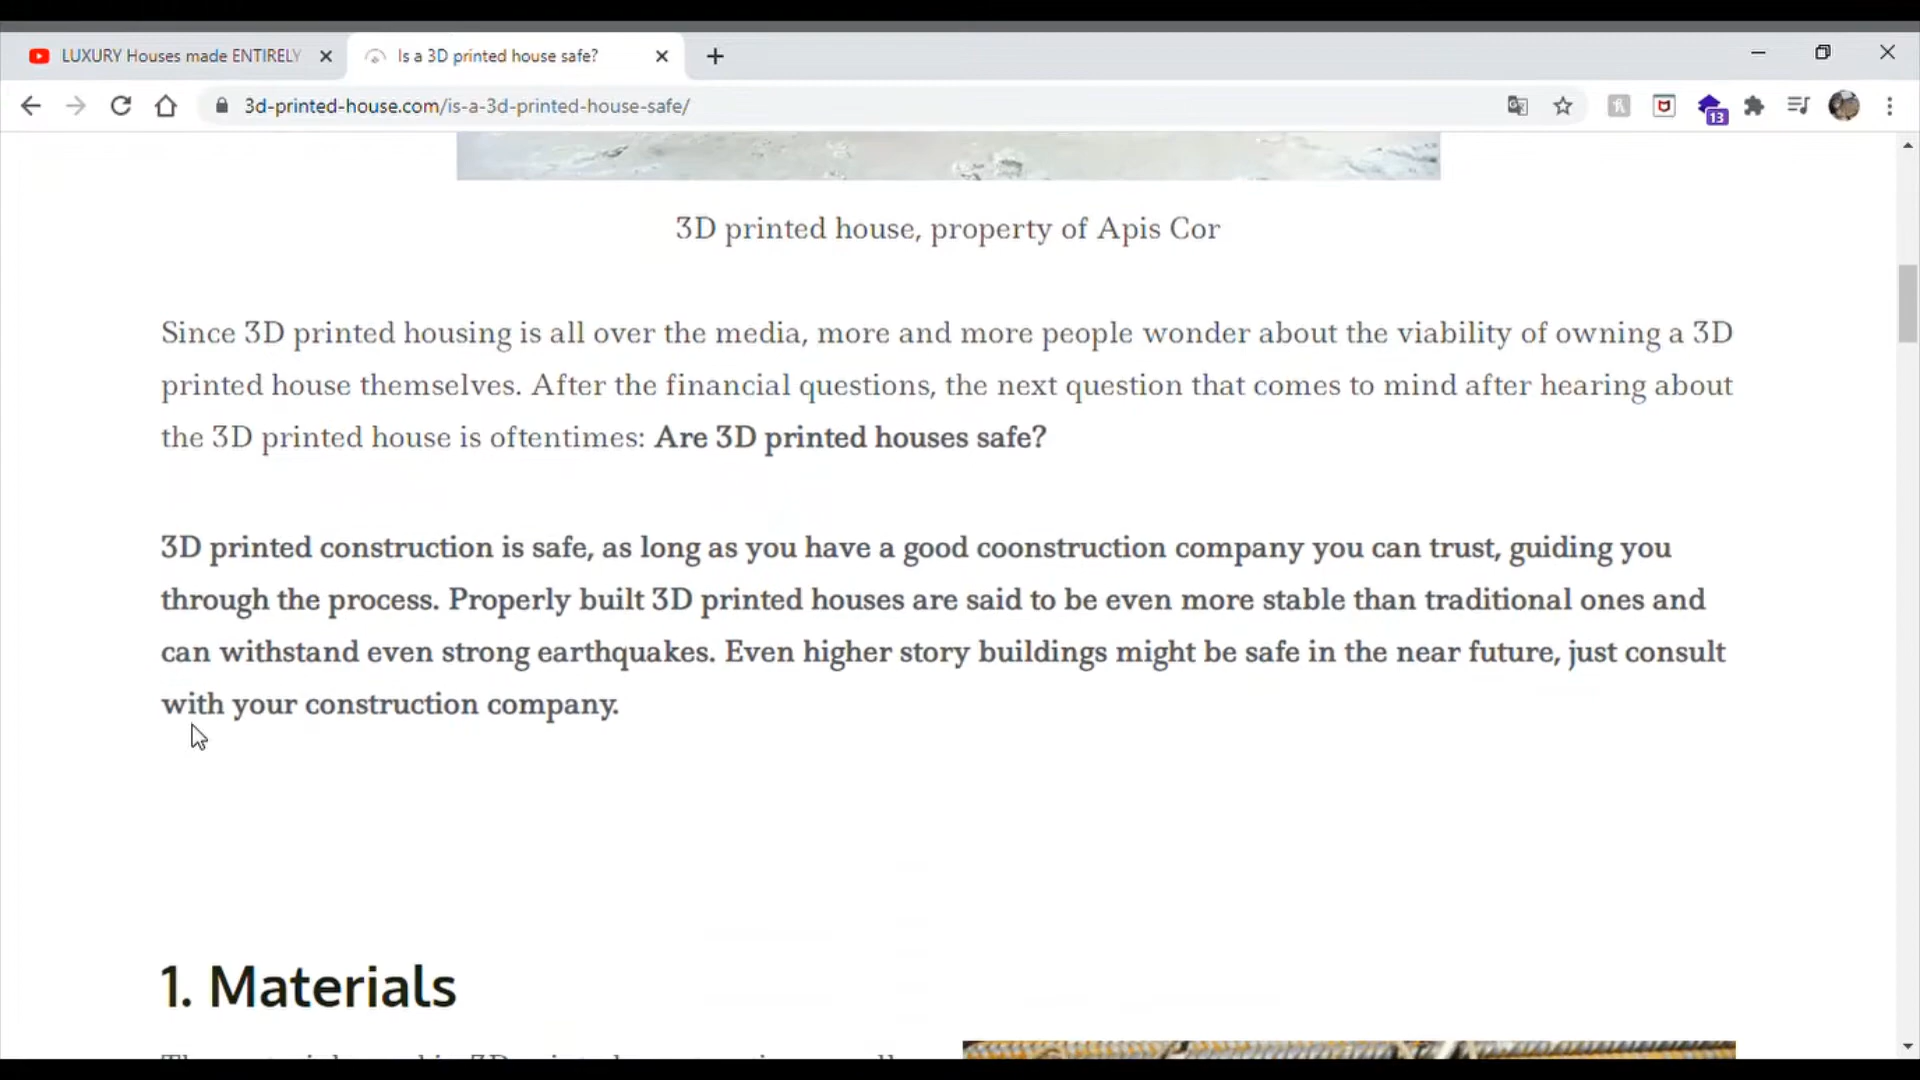 LUXURY Houses made ENTIRELY
Is a 3D printed house safe?
3d-printed-house.com/is-a-3d-printed-house-safe/
13
3D printed house, property of Apis Cor
Since 3D printed housing is all over the media, more and more people wonder about the viability of owning a 3D
printed house themselves. After the financial questions, the next question that comes to mind after hearing about
the 3D printed house is oftentimes: Are 3D printed houses safe?
3D printed construction is safe, as long as you have a good coonstruction company you can trust, guiding you
through the process. Properly built 3D printed houses are said to be even more stable than traditional ones and
can withstand even strong earthquakes. Even higher story buildings might be safe in the near future, just consult
with your construction company.
1. Materials